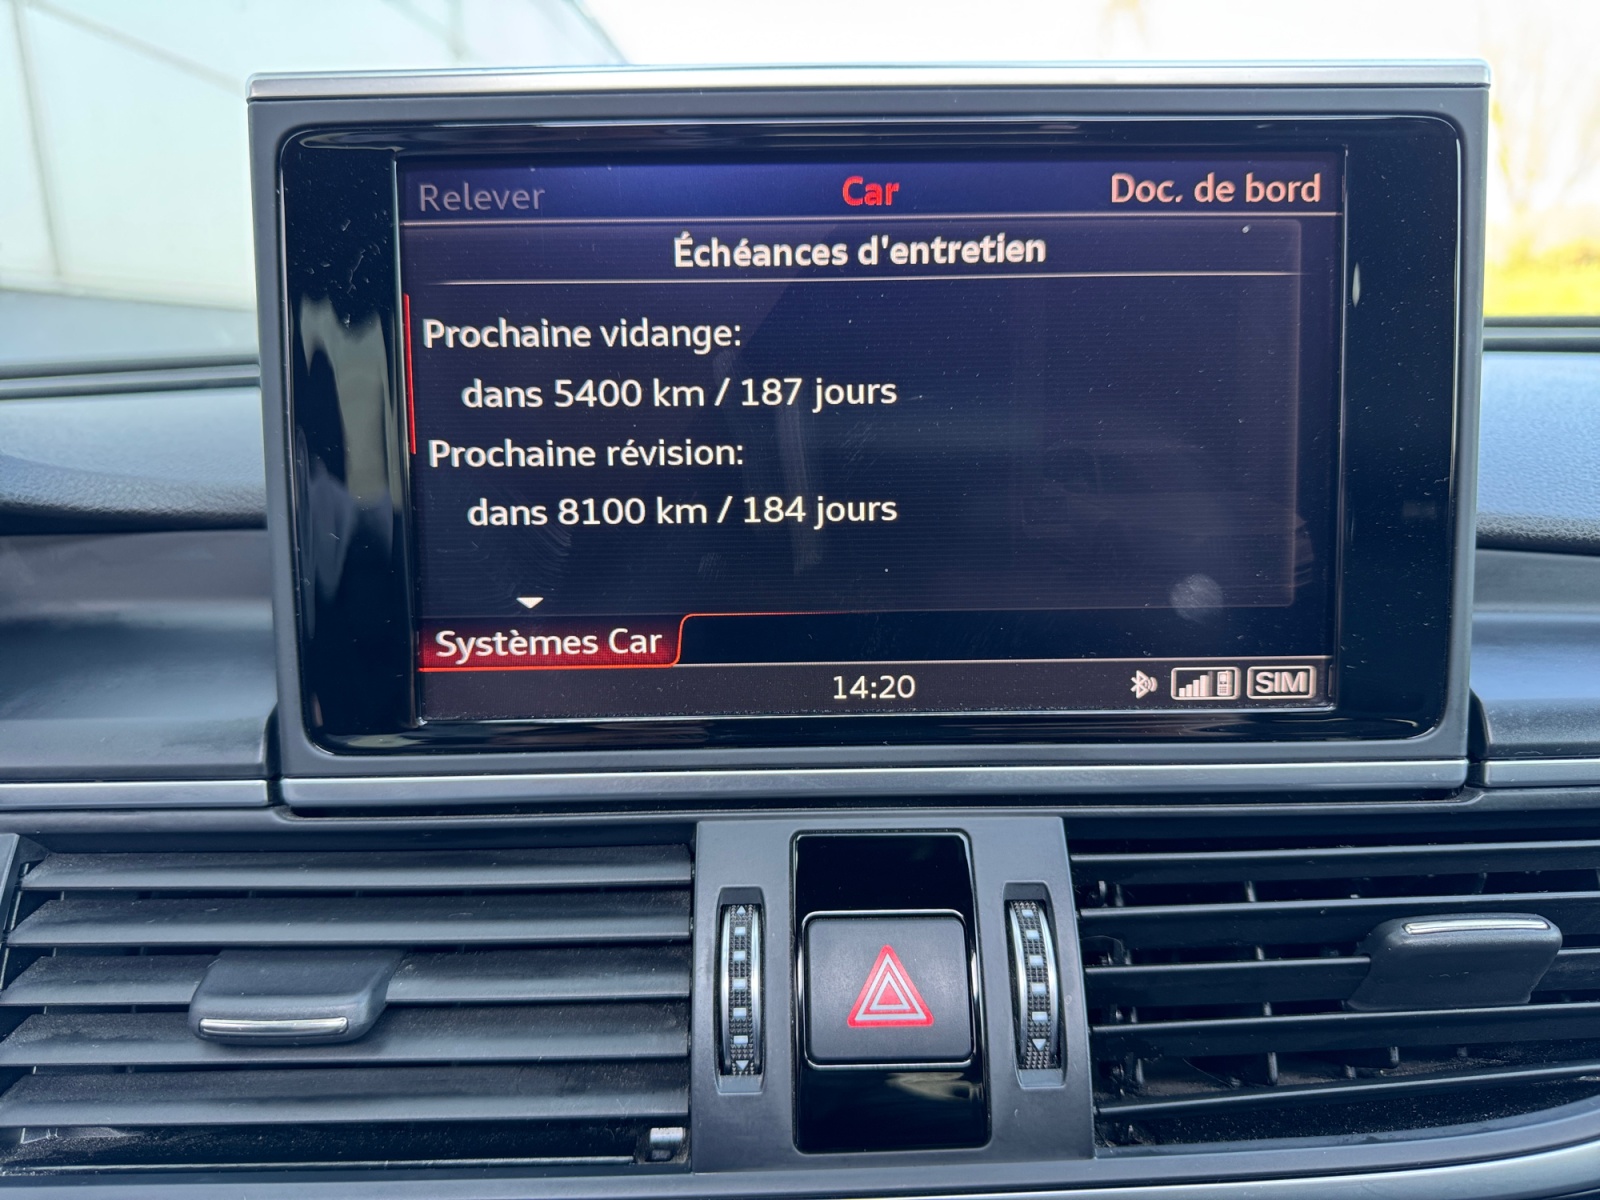 Relever Car Doc. de bord
Échéances d'entretien
Prochaine vidange:
dans 5400 km / 187 jours
Prochaine révision:
dans 8100 km / 184 jours
Systèmes Car
14:20 SIM